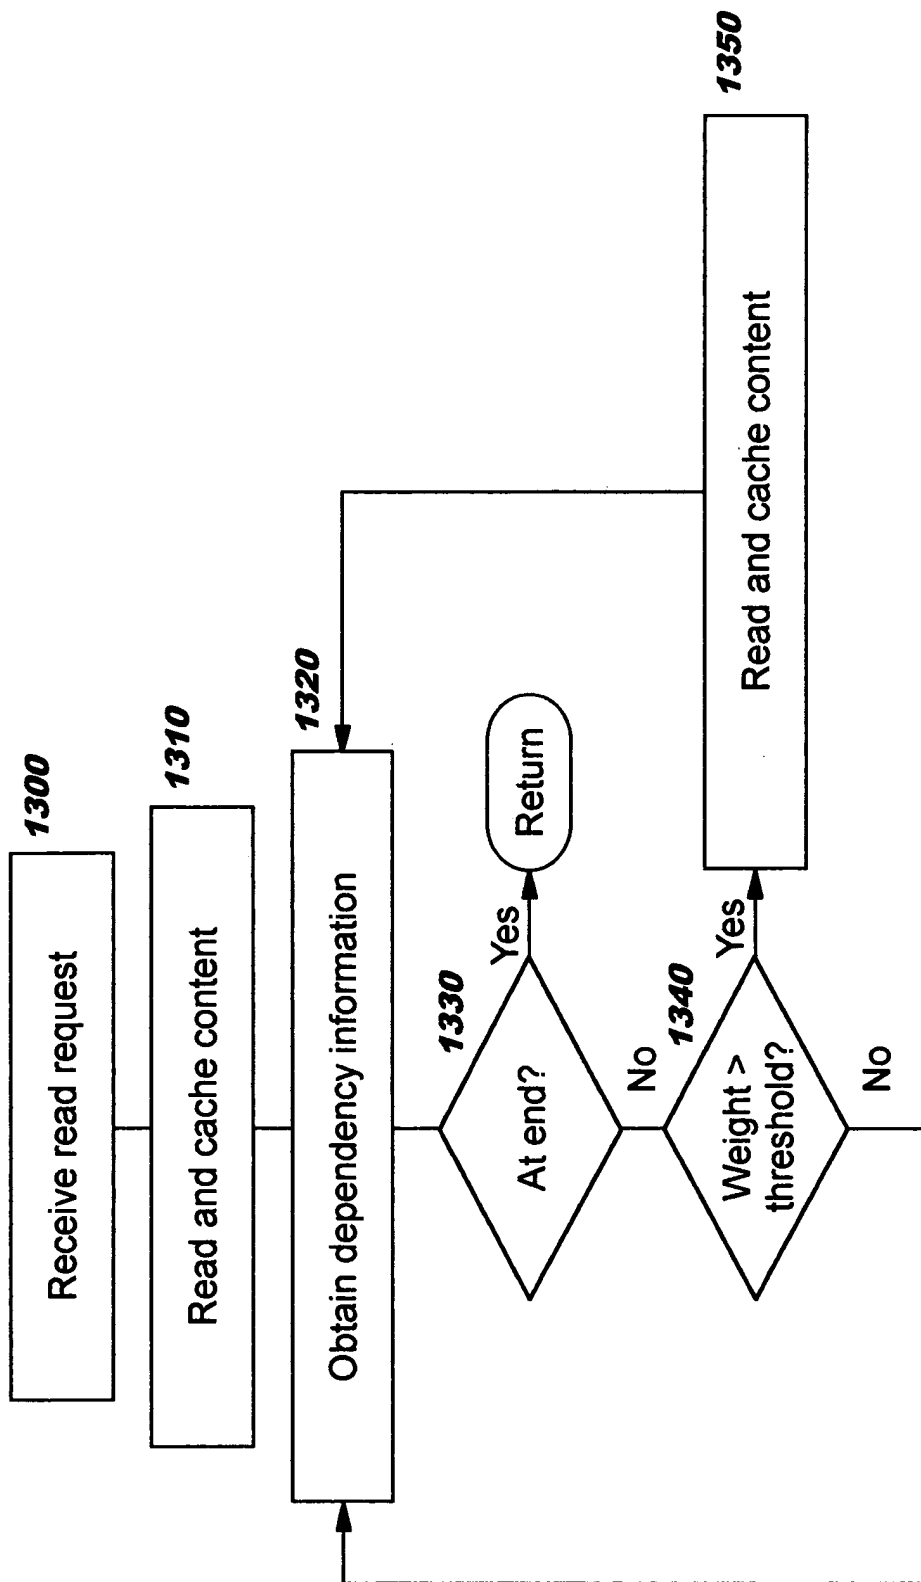 1300
Receive read request
1310
Read and cache content
1320
Obtain dependency information
1330
At end?
Yes
Return
No
1340
Weight >
threshold?
Yes
1350
Read and cache content
No